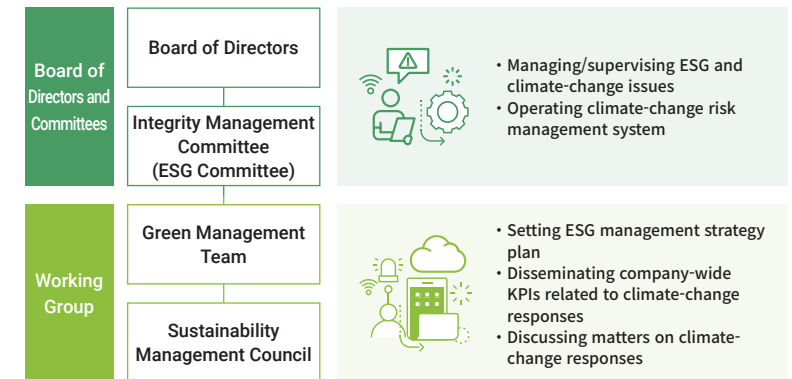 Board of
Directors and
Committees
Board of Directors
Integrity Management
Committee
(ESG Committee)
• Managing/supervising ESG and
climate-change issues
• Operating climate-change risk
management system
Working
Group
Green Management
Team
Sustainability
Management Council
• Setting ESG management strategy
plan
• Disseminating company-wide
KPIs related to climate-change
responses
• Discussing matters on climate-
change responses